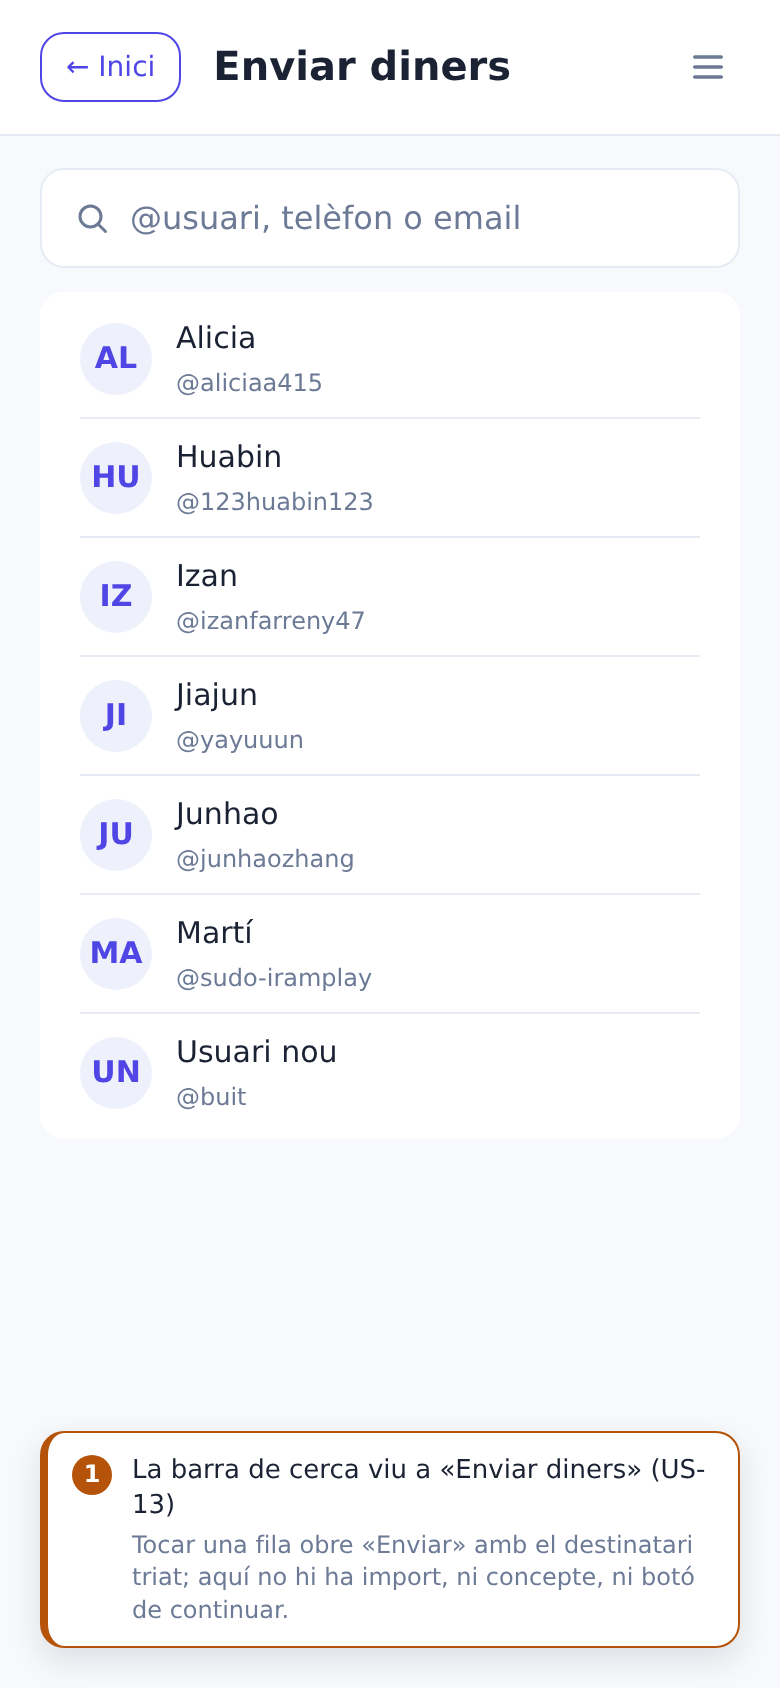 ← Inici
Enviar diners
@usuari, telèfon o email
AL
Alicia
@aliciaa415
HU
Huabin
@123huabin123
IZ
Izan
@izanfarreny47
JI
Jiajun
@yayuuun
JU
Junhao
@junhaozhang
MA
Martí
@sudo-iramplay
UN
Usuari nou
@buit
1
La barra de cerca viu a «Enviar diners» (US-
13)
Tocar una fila obre «Enviar» amb el destinatari
triat; aquí no hi ha import, ni concepte, ni botó
de continuar.